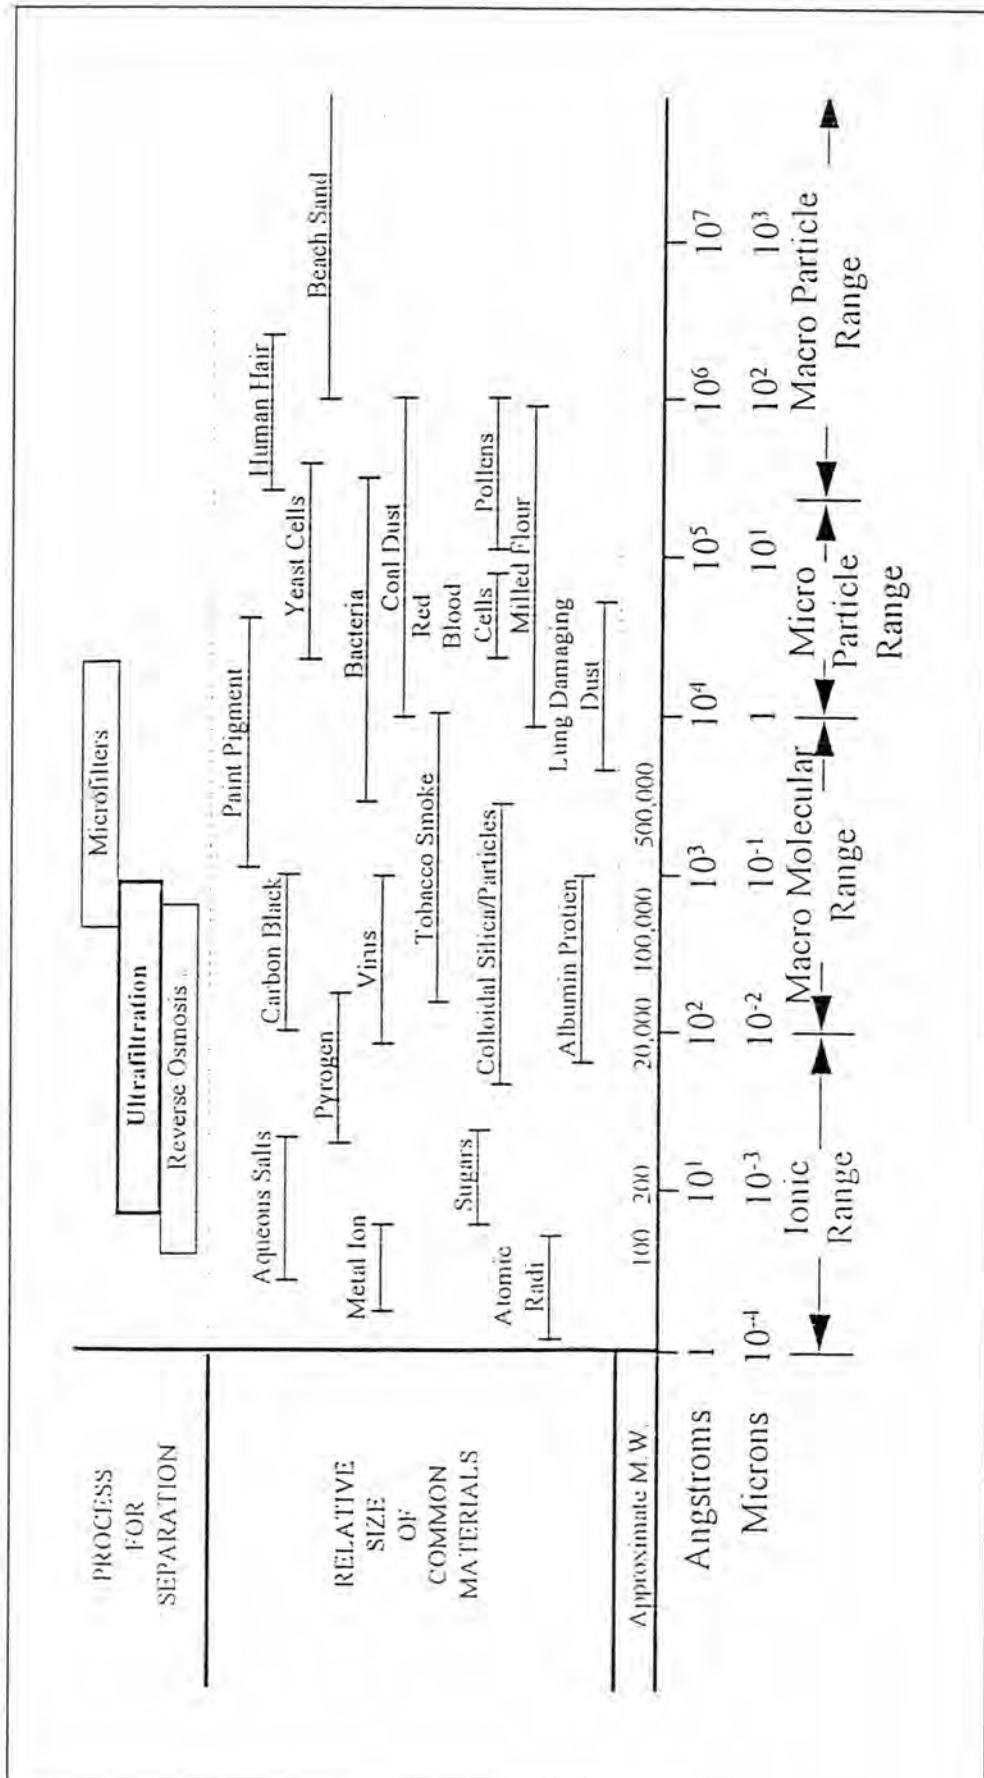 PROCESS
FOR
SEPARATION
Microfilters
Ultrafiltration
Reverse Osmosis
RELATIVE
SIZE
OF
COMMON
MATERIALS
Paint Pigment
Human Hair
Aqueous Salts
Carbon Black
Yeast Cells
Beach Sand
Pyrogen
Bacteria
Metal Ion
Virus
Coal Dust
Tobacco Smoke
Red
Blood
Cells
Sugars
Colloidal Silica/Particles
Pollens
Milled Flour
Atomic
Radi
Albumin Protien
Lung Damaging
Dust
Approximate M.W. 100 200 20,000 100,000 500,000
Angstroms 1 10¹ 10² 10³ 10⁴ 10⁵ 10⁶ 10⁷
Microns 10⁻⁴ 10⁻³ 10⁻² 10⁻¹ 1 10¹ 10² 10³
Ionic
Range
Macro Molecular
Range
Micro
Particle
Range
Macro Particle
Range